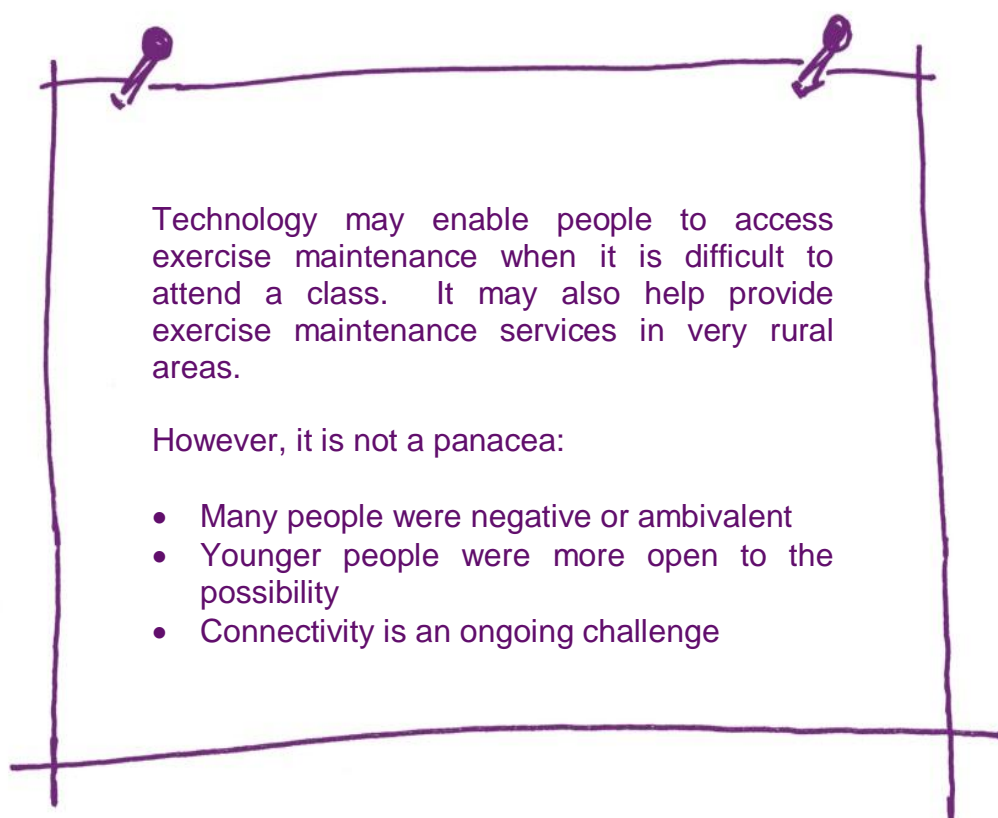 Technology may enable people to access
exercise maintenance when it is difficult to
attend a class. It may also help provide
exercise maintenance services in very rural
areas.
However, it is not a panacea:
• Many people were negative or ambivalent
• Younger people were more open to the
possibility
• Connectivity is an ongoing challenge